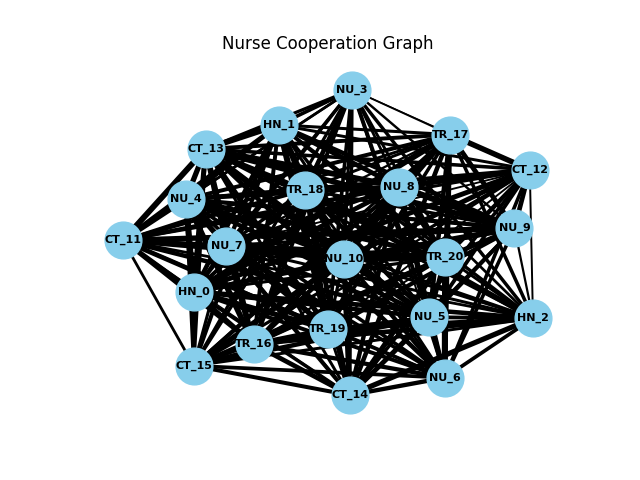 Nurse Cooperation Graph
NU_3
HN_1
TR_17
CT_13
CT_12
NU_8
TR_18
NU_4
NU_9
CT_11
NU_7
TR_20
NU_10
HN_0
NU_5
HN_2
TR_19
TR_16
CT_15
NU_6
CT_14